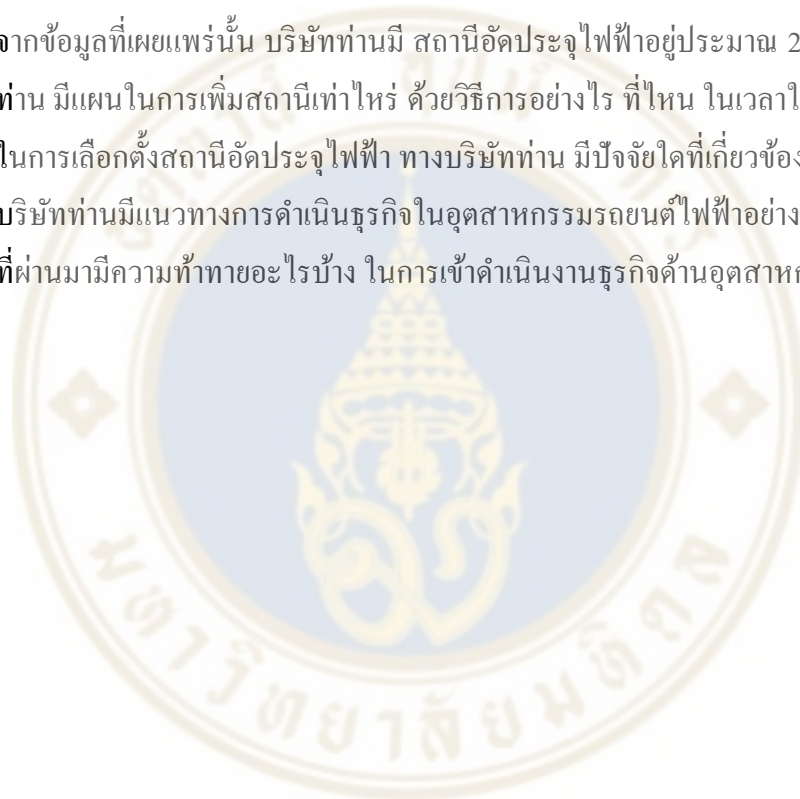 จากข้อมูลที่เผยแพร่นั้น บริษัทท่านมี สถานีอัดประจุไฟฟ้าอยู่ประมาณ 2
ท่าน มีแผนในการเพิ่มสถานีเท่าไหร่ ด้วยวิธีการอย่างไร ที่ไหน ในเวลาใ
ในการเลือกตั้งสถานีอัดประจุไฟฟ้า ทางบริษัทท่าน มีปัจจัยใดที่เกี่ยวข้อง
บริษัทท่านมีแนวทางการดำเนินธุรกิจในอุตสาหกรรมรถยนต์ไฟฟ้าอย่าง
ที่ผ่านมามีความท้าทายอะไรบ้าง ในการเข้าดำเนินงานธุรกิจด้านอุตสาหก
มหาวิทยาลัยมหิดล